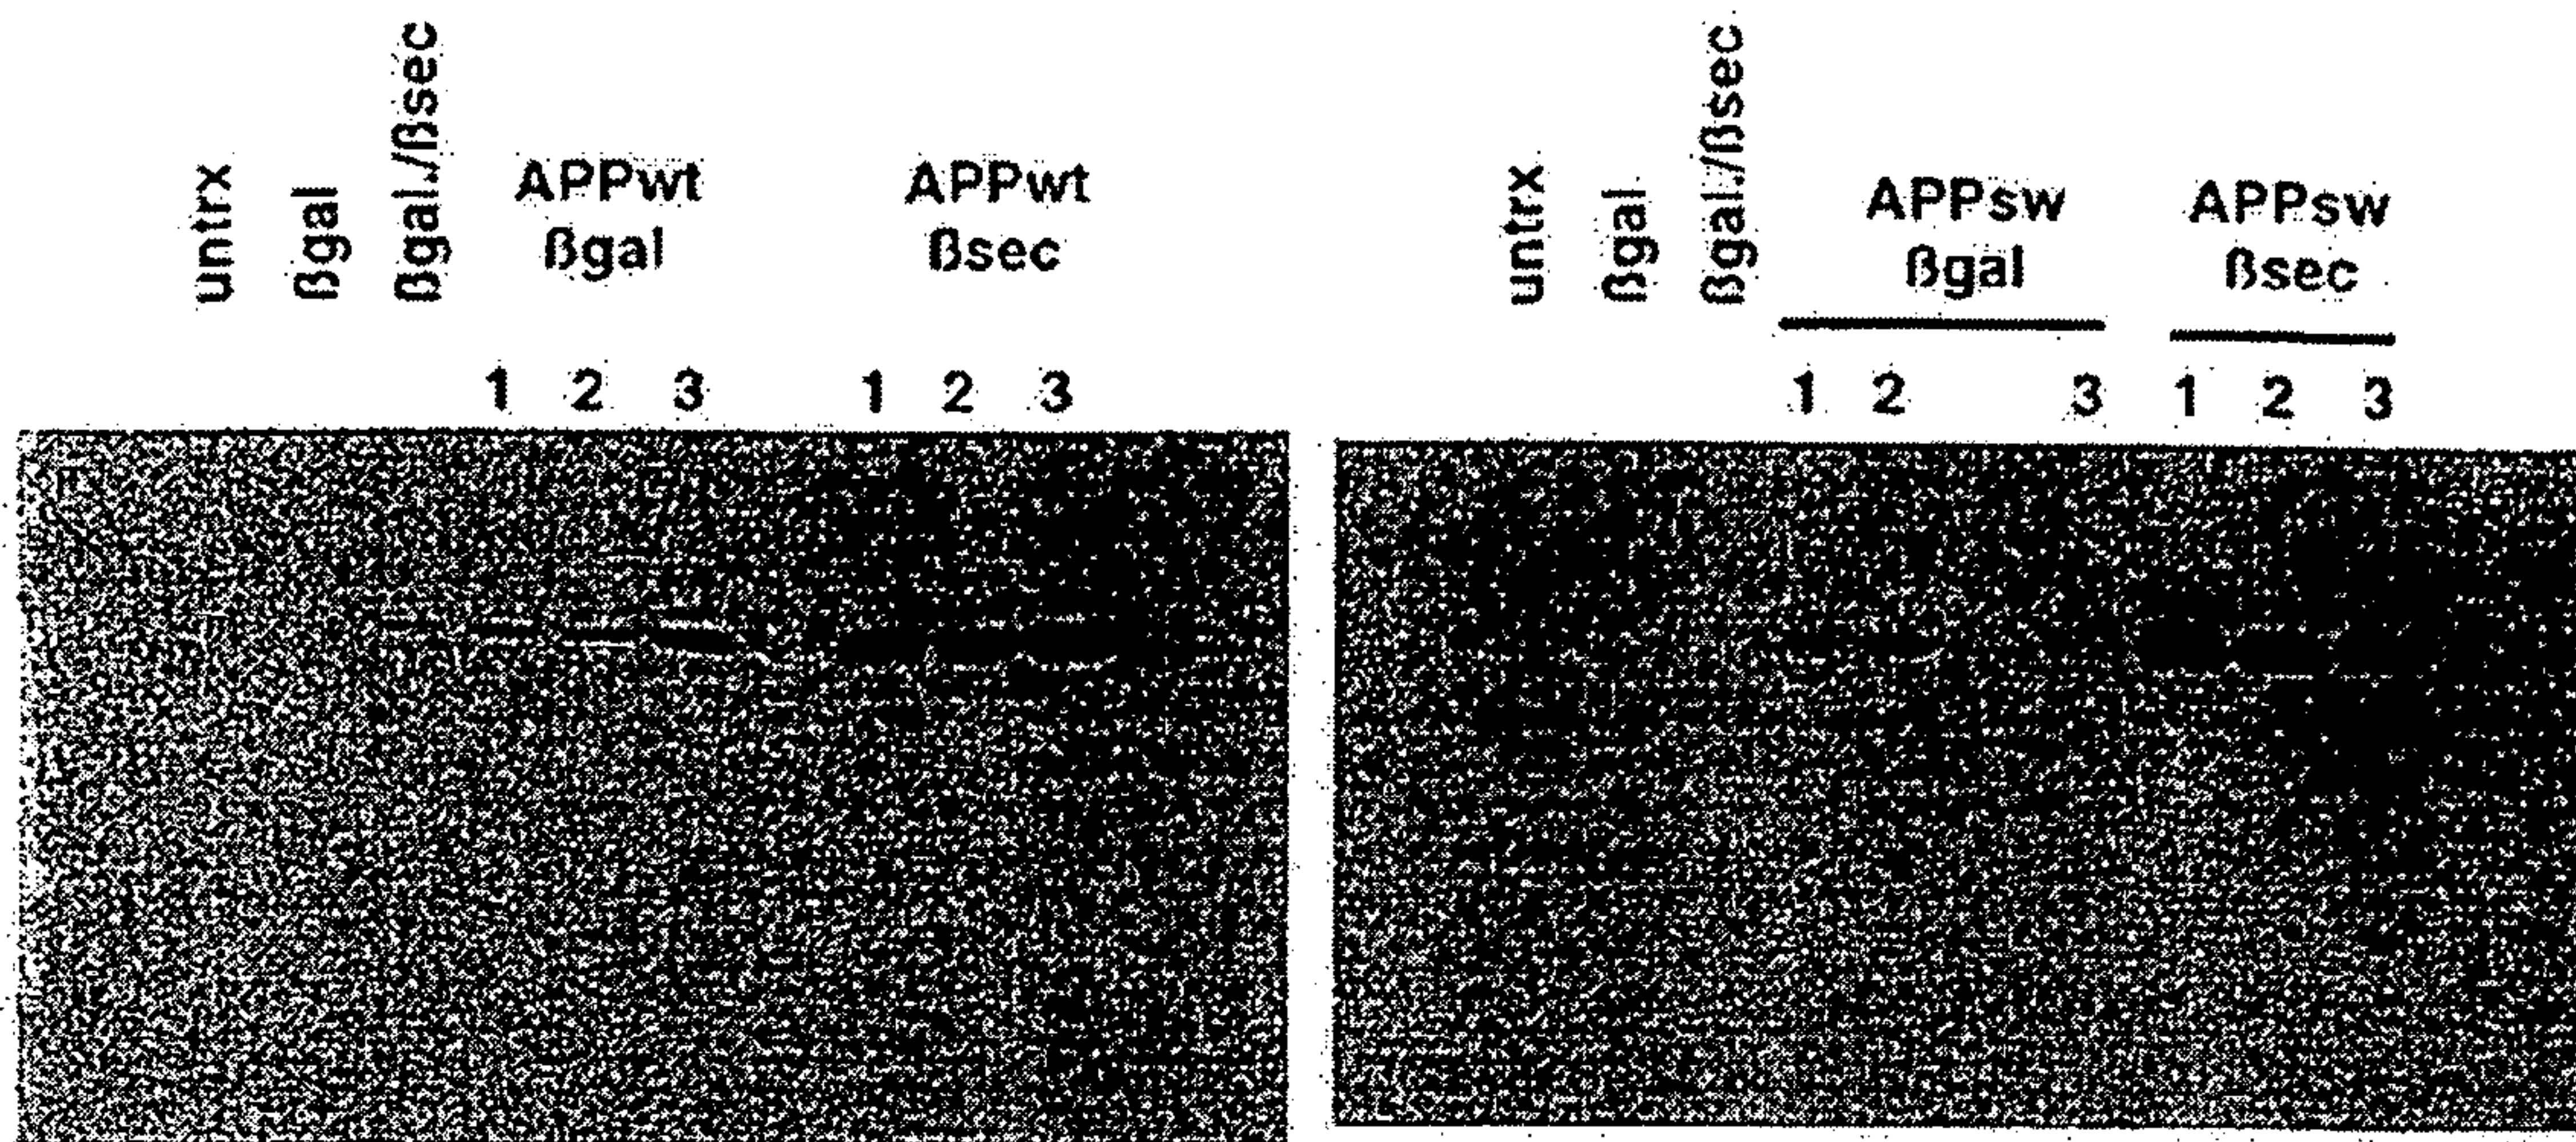 untrx
ßgal
ßgal./ßsec
APPwt
ßgal
APPwt
ßsec
1 2 3 1 2 3
untrx
ßgal
ßgal./ßsec
APPsw
ßgal
APPsw
ßsec
1 2 3 1 2 3